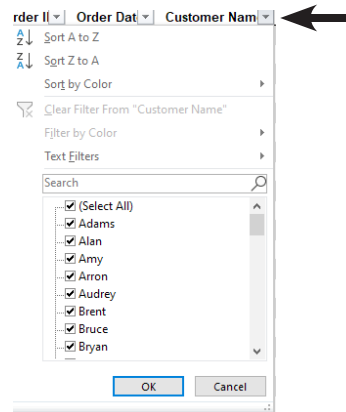 rder I Order Dat Customer Nam
Sort A to Z
Sort Z to A
Sort by Color
Clear Filter From "Customer Name"
Filter by Color
Text Filters
Search
(Select All)
Adams
Alan
Amy
Arron
Audrey
Brent
Bruce
Bryan
OK Cancel